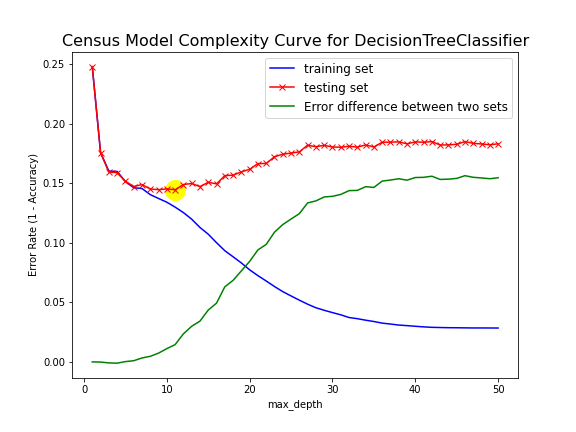 Census Model Complexity Curve for DecisionTreeClassifier
training set
testing set
Error difference between two sets
Error Rate (1 - Accuracy)
0.25
0.20
0.15
0.10
0.05
0.00
0 10 20 30 40 50
max_depth